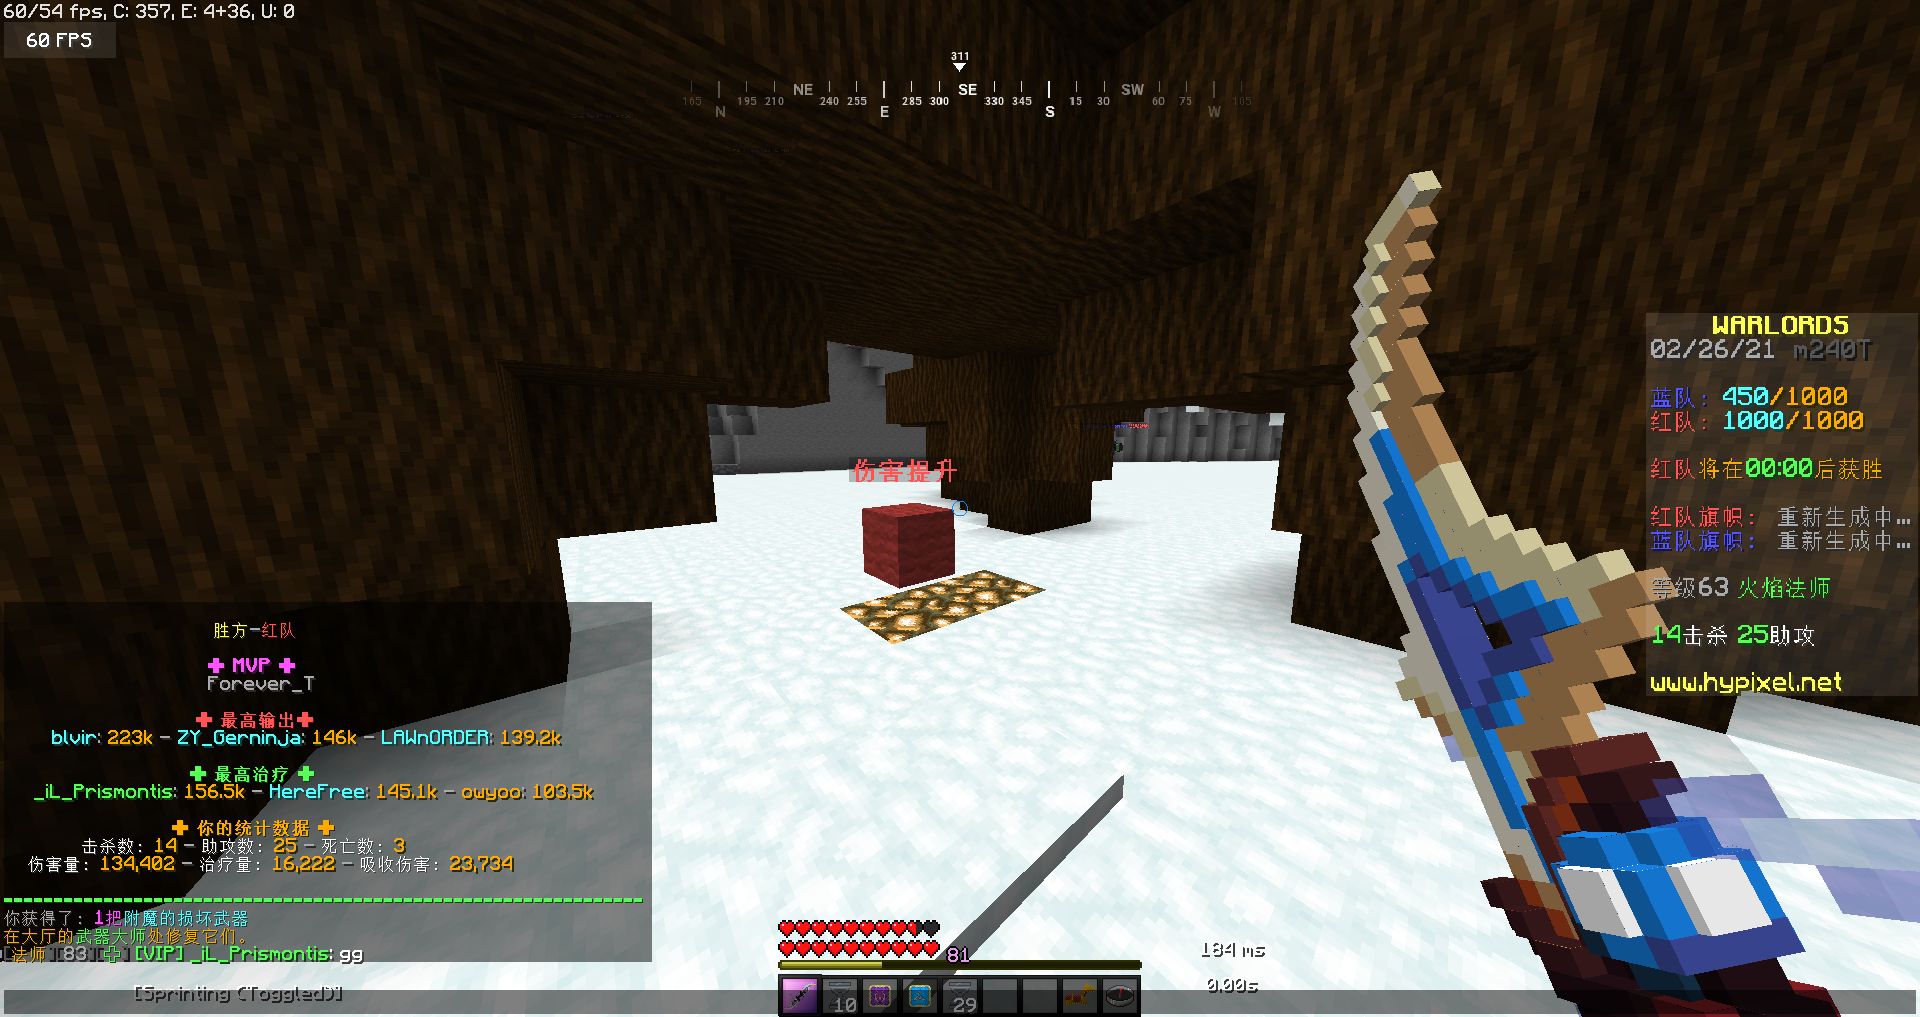 60/54 fps, C: 357, E: 4+36, U: 0
60 FPS
311
165 N 195 210 NE 240 255 E 285 300 SE 330 345 S 15 30 SW 60 75 W 105
伤害提升
WARLORDS
02/26/21 m240T
蓝队: 450/1000
红队: 1000/1000
红队将在00:00后获胜
红队旗帜: 重新生成中...
蓝队旗帜: 重新生成中...
等级63 火焰法师
14击杀 25助攻
www.hypixel.net
胜方-红队
MVP
Forever_T
最高输出
blvir: 223k - ZY_Gerninja: 146k - LAWnORDER: 139.2k
最高治疗
_iL_Prismontis: 156.5k - HereFree: 145.1k - owyoo: 103.5k
你的统计数据
击杀数: 14 - 助攻数: 25 - 死亡数: 3
伤害量: 134,402 - 治疗量: 16,222 - 吸收伤害: 23,734
你获得了: 1把附魔的损坏武器
在大厅的武器大师处修复它们。
[法师][83][✙] [VIP] _iL_Prismontis: gg
[Sprinting (Toggled)]
81
184 ms
0.00s
10
29